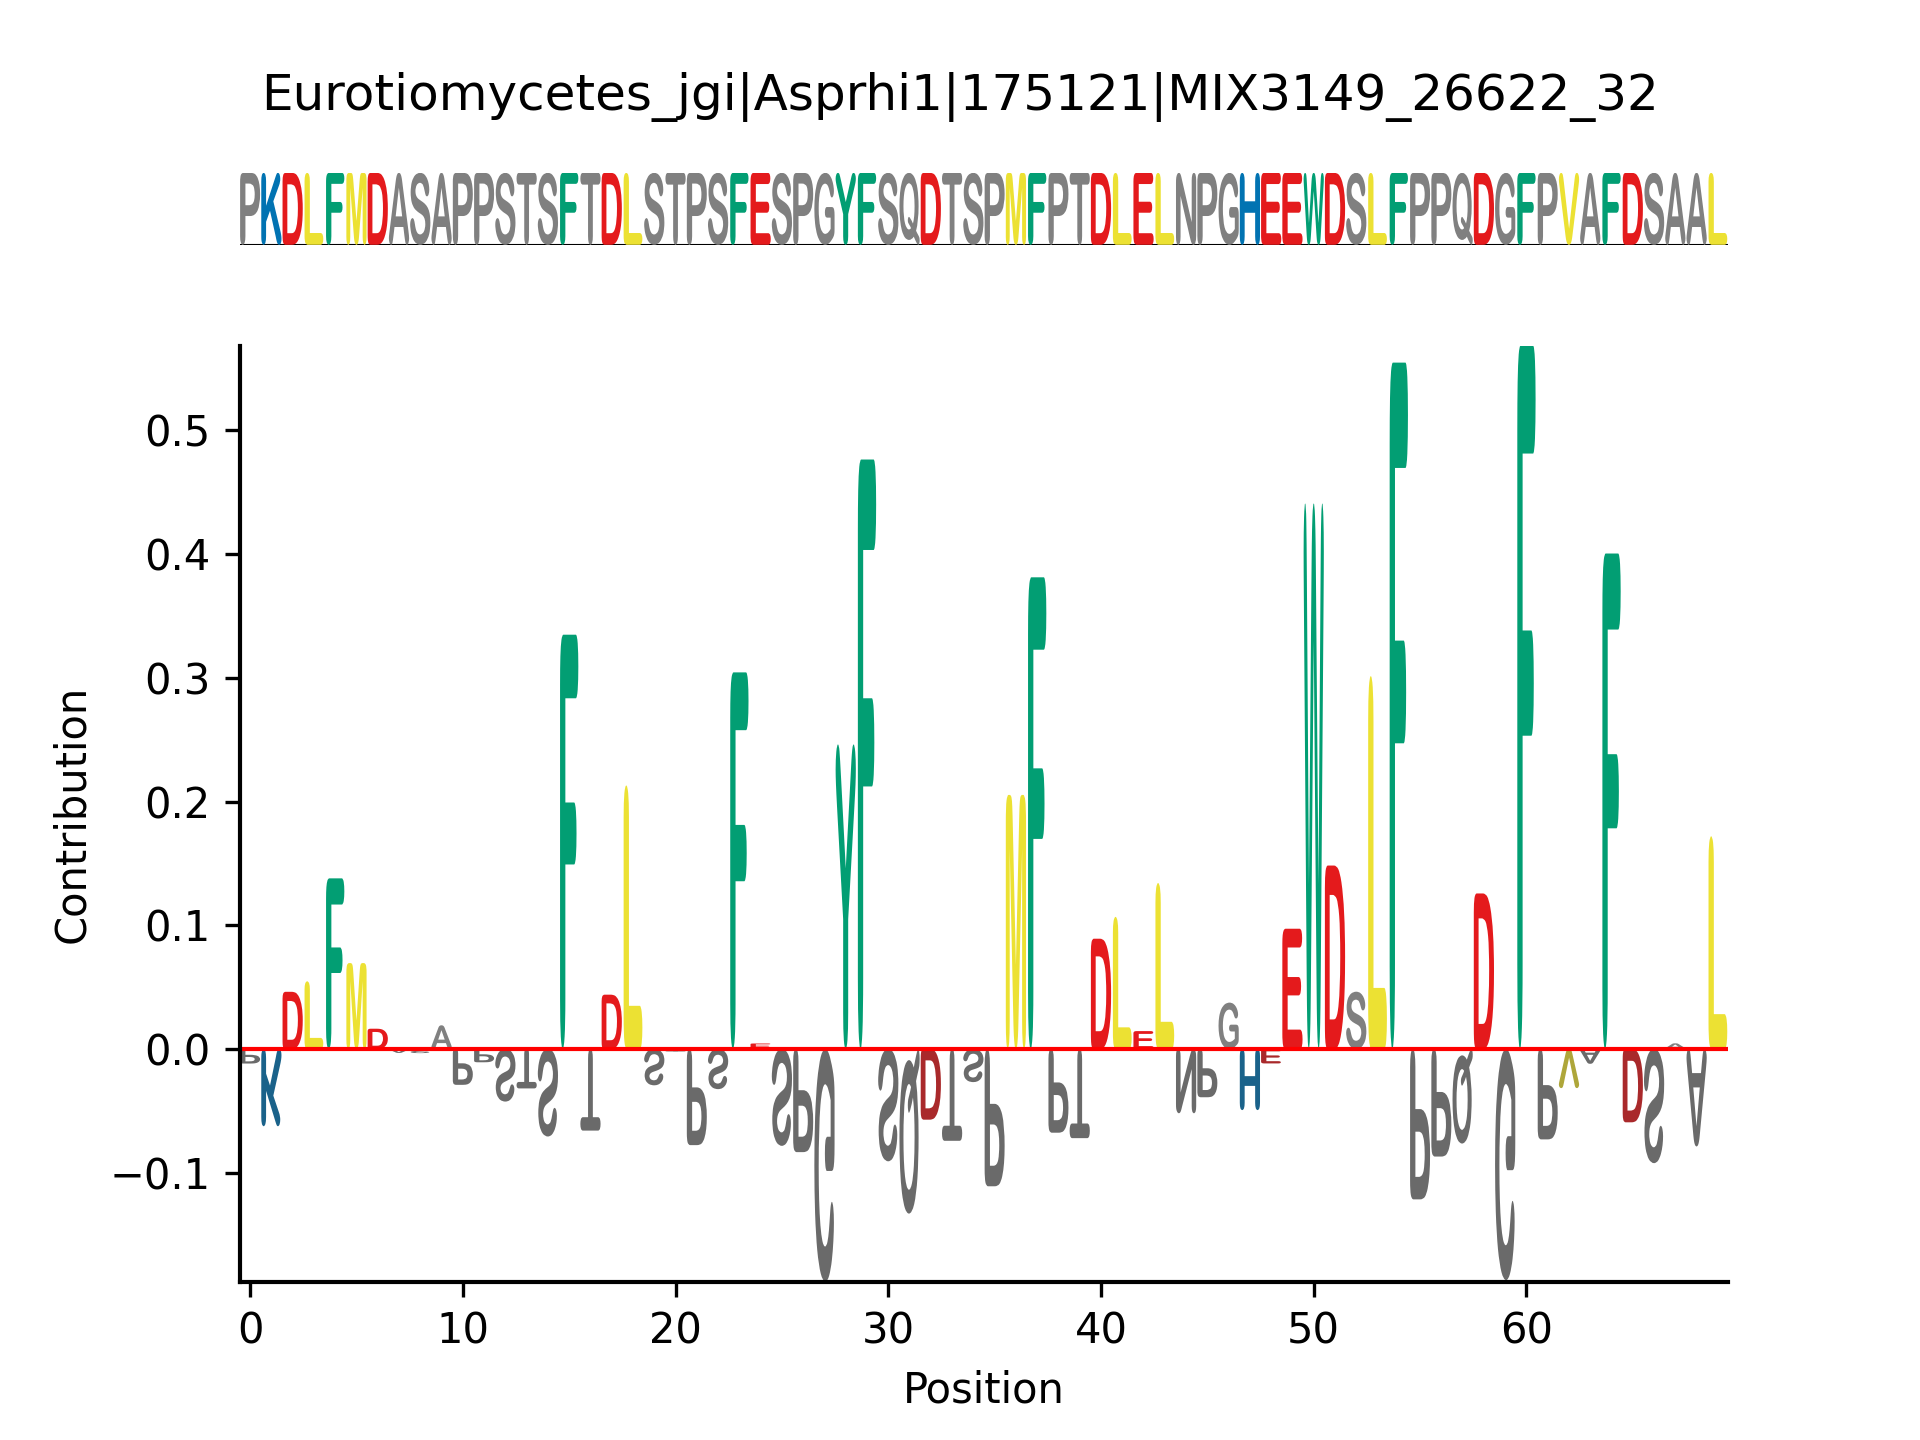 Eurotiomycetes_jgi|Asprhi1|175121|MIX3149_26622_32
PKDLFMDASAPPSTSFTDLSTPSFESPGYFSQDTSPMFPTDLELNPGHEEWDSLFPPQDGFPVAFDSAAL
0.5
0.4
0.3
0.2
0.1
0.0
−0.1
Contribution
0 10 20 30 40 50 60
Position